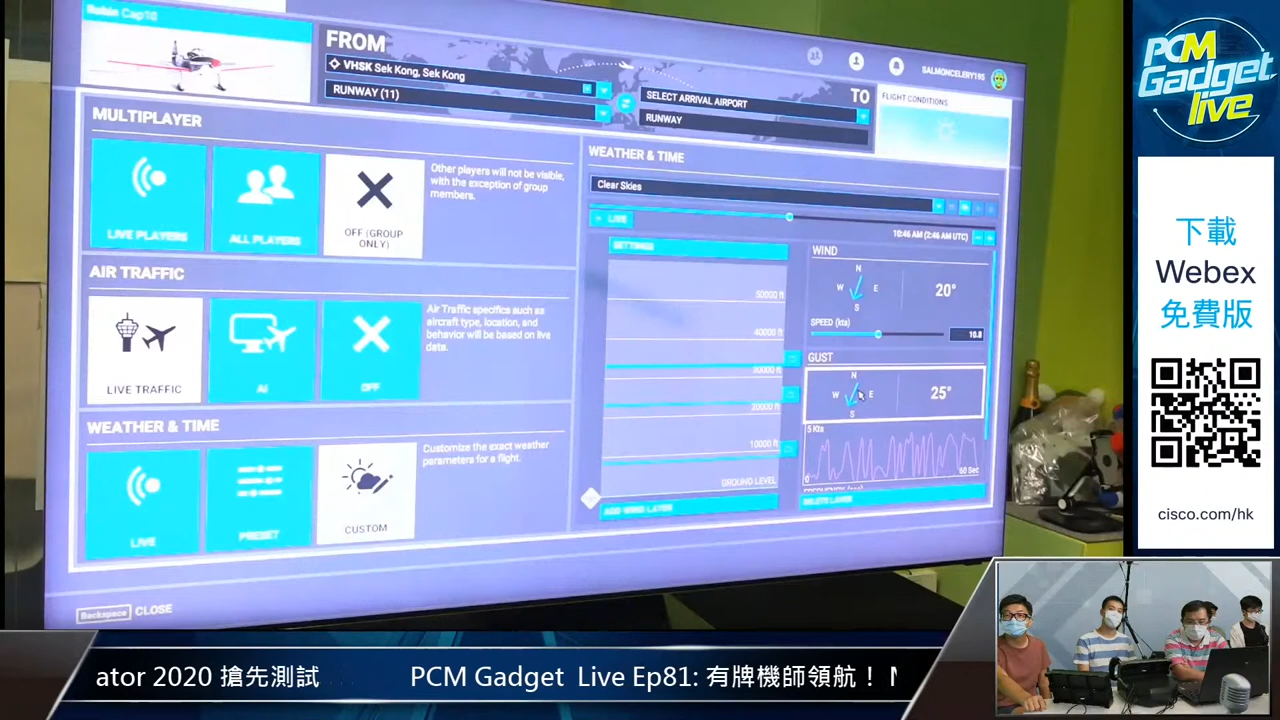 Robin Cap10
FROM
VHSK Sek Kong, Sek Kong
RUNWAY (11)
TO
SELECT ARRIVAL AIRPORT
RUNWAY
SALMONCELERY195
FLIGHT CONDITIONS
MULTIPLAYER
LIVE PLAYERS
ALL PLAYERS
OFF (GROUP
ONLY)
Other players will not be visible,
with the exception of group
members.
AIR TRAFFIC
LIVE TRAFFIC
AI
OFF
Air Traffic specifics such as
aircraft type, location, and
behavior will be based on live
data.
WEATHER & TIME
LIVE
PRESET
CUSTOM
Customize the exact weather
parameters for a flight.
WEATHER & TIME
Clear Skies
LIVE
10:46 AM (2:46 AM UTC)
SETTINGS
50000 ft
40000 ft
30000 ft
20000 ft
10000 ft
GROUND LEVEL
ADD WIND LAYER
WIND
N
W E
S
20°
SPEED (kts)
10.8
GUST
N
W E
S
25°
5 Kts
0
60 Sec
DELETE LAYER
Backspace CLOSE
PCM
Gadget
live
下載
Webex
免費版
cisco.com/hk
ator 2020 搶先測試
PCM Gadget Live Ep81: 有牌機師領航！